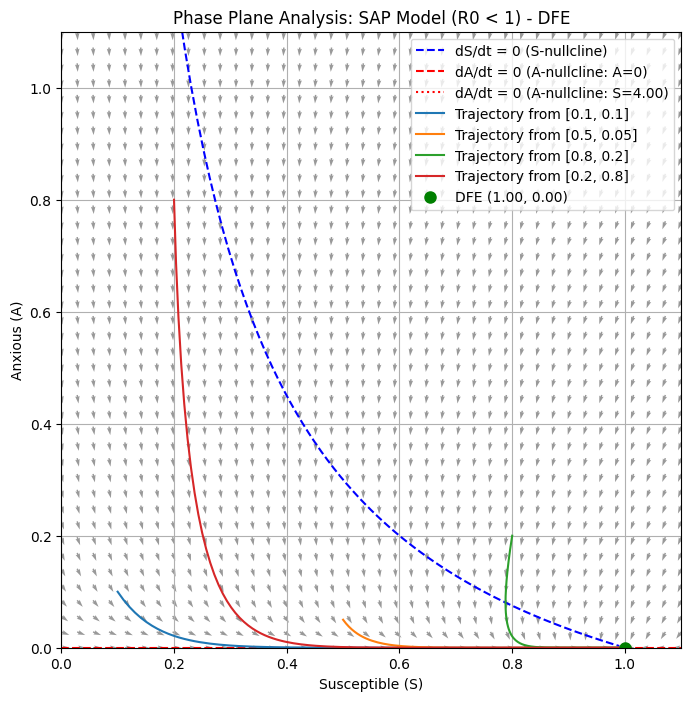 Phase Plane Analysis: SAP Model (R0 < 1) - DFE
dS/dt = 0 (S-nullcline)
dA/dt = 0 (A-nullcline: A=0)
dA/dt = 0 (A-nullcline: S=4.00)
Trajectory from [0.1, 0.1]
Trajectory from [0.5, 0.05]
Trajectory from [0.8, 0.2]
Trajectory from [0.2, 0.8]
DFE (1.00, 0.00)
Anxious (A)
1.0
0.8
0.6
0.4
0.2
0.0
0.0 0.2 0.4 0.6 0.8 1.0
Susceptible (S)